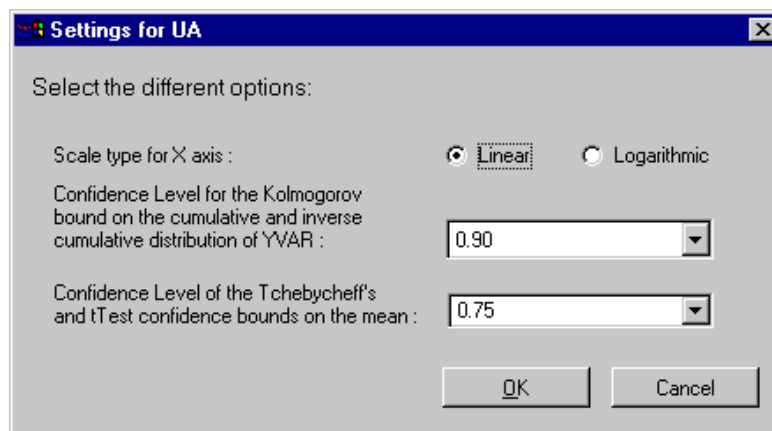 Settings for UA
Select the different options:
Scale type for X axis :
Linear
Logarithmic
Confidence Level for the Kolmogorov
bound on the cumulative and inverse
cumulative distribution of YVAR :
0.90
Confidence Level of the Tchebycheff's
and tTest confidence bounds on the mean :
0.75
OK
Cancel